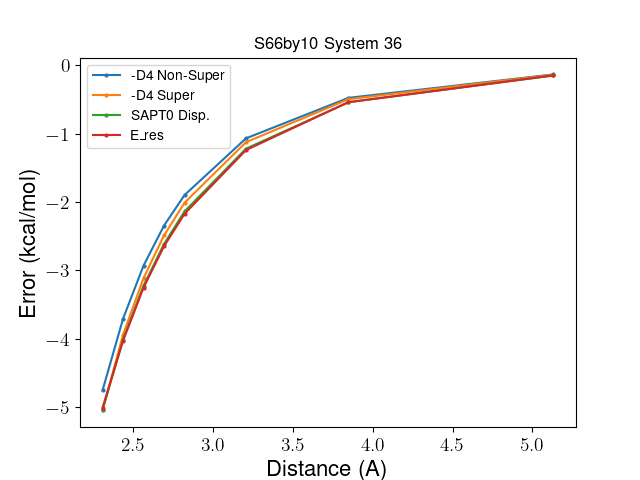 S66by10 System 36
-D4 Non-Super
-D4 Super
SAPT0 Disp.
E_res
0
−1
−2
−3
−4
−5
Error (kcal/mol)
2.5 3.0 3.5 4.0 4.5 5.0
Distance (A)